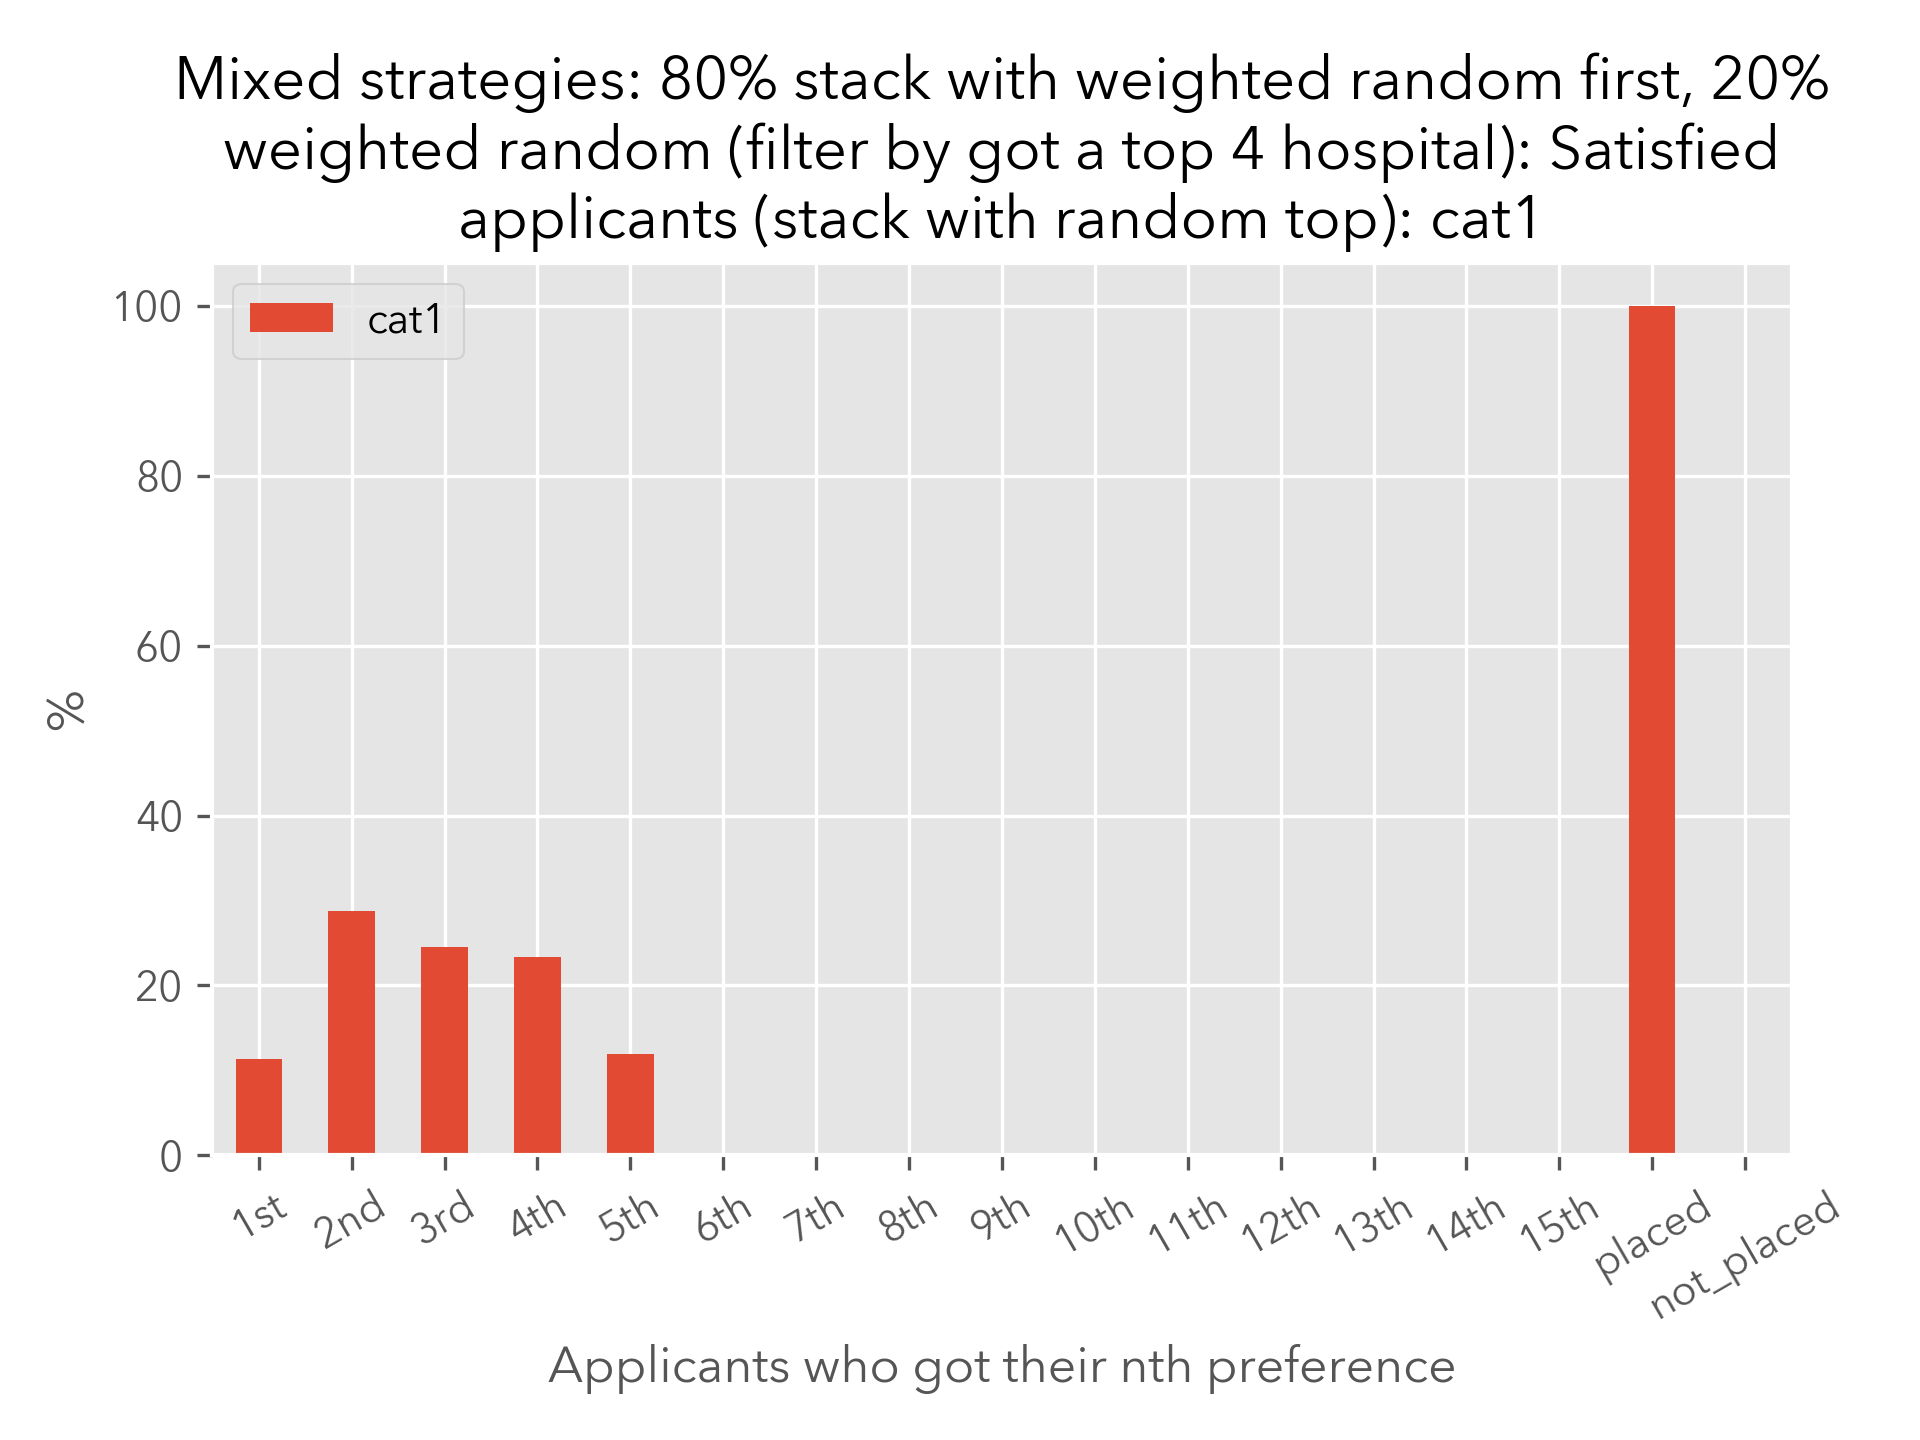 Mixed strategies: 80% stack with weighted random first, 20%
weighted random (filter by got a top 4 hospital): Satisfied
applicants (stack with random top): cat1
cat1
100
80
60
40
20
0
%
1st
2nd
3rd
4th
5th
6th
7th
8th
9th
10th
11th
12th
13th
14th
15th
placed
not_placed
Applicants who got their nth preference